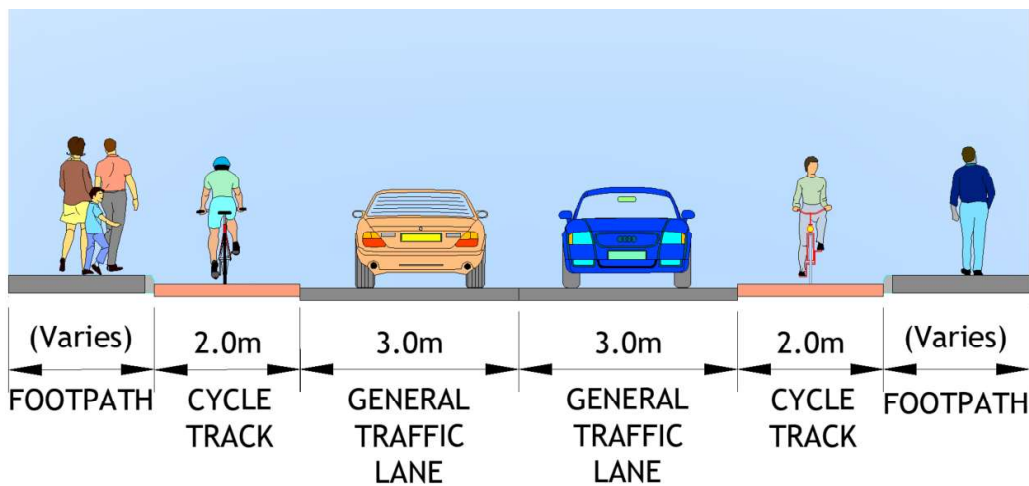 (Varies)
FOOTPATH
2.0m
CYCLE
TRACK
3.0m
GENERAL
TRAFFIC
LANE
3.0m
GENERAL
TRAFFIC
LANE
2.0m
CYCLE
TRACK
(Varies)
FOOTPATH